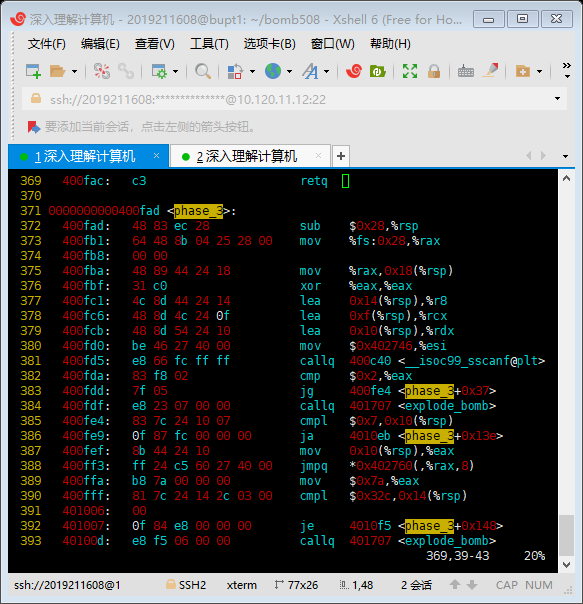 深入理解计算机 - 2019211608@bupt1: ~/bomb508 - Xshell 6 (Free for Ho...
文件(F) 编辑(E) 查看(V) 工具(T) 选项卡(B) 窗口(W) 帮助(H)
ssh://2019211608:**************@10.120.11.12:22
要添加当前会话，点击左侧的箭头按钮。
1 深入理解计算机 × 2 深入理解计算机 × +
369 400fac: c3 retq
370
371 0000000000400fad <phase_3>:
372 400fad: 48 83 ec 28 sub $0x28,%rsp
373 400fb1: 64 48 8b 04 25 28 00 mov %fs:0x28,%rax
374 400fb8: 00 00
375 400fba: 48 89 44 24 18 mov %rax,0x18(%rsp)
376 400fbf: 31 c0 xor %eax,%eax
377 400fc1: 4c 8d 44 24 14 lea 0x14(%rsp),%r8
378 400fc6: 48 8d 4c 24 0f lea 0xf(%rsp),%rcx
379 400fcb: 48 8d 54 24 10 lea 0x10(%rsp),%rdx
380 400fd0: be 46 27 40 00 mov $0x402746,%esi
381 400fd5: e8 66 fc ff ff callq 400c40 <__isoc99_sscanf@plt>
382 400fda: 83 f8 02 cmp $0x2,%eax
383 400fdd: 7f 05 jg 400fe4 <phase_3+0x37>
384 400fdf: e8 23 07 00 00 callq 401707 <explode_bomb>
385 400fe4: 83 7c 24 10 07 cmpl $0x7,0x10(%rsp)
386 400fe9: 0f 87 fc 00 00 00 ja 4010eb <phase_3+0x13e>
387 400fef: 8b 44 24 10 mov 0x10(%rsp),%eax
388 400ff3: ff 24 c5 60 27 40 00 jmpq *0x402760(,%rax,8)
389 400ffa: b8 7a 00 00 00 mov $0x7a,%eax
390 400fff: 81 7c 24 14 2c 03 00 cmpl $0x32c,0x14(%rsp)
391 401006: 00
392 401007: 0f 84 e8 00 00 00 je 4010f5 <phase_3+0x148>
393 40100d: e8 f5 06 00 00 callq 401707 <explode_bomb>
369,39-43 20%
ssh://2019211608@1 SSH2 xterm 77x26 1,48 2 会话 CAP NUM